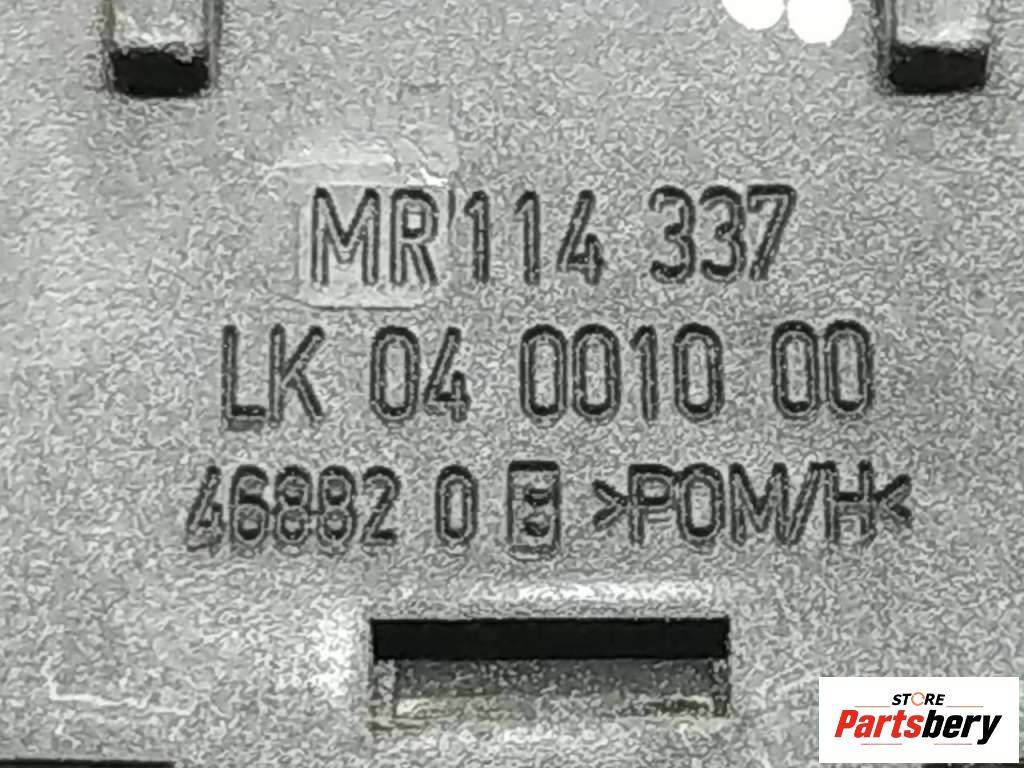 MR 114 337
LK 04 0010 00
46882 0 >POM/H<
STORE
Partsbery